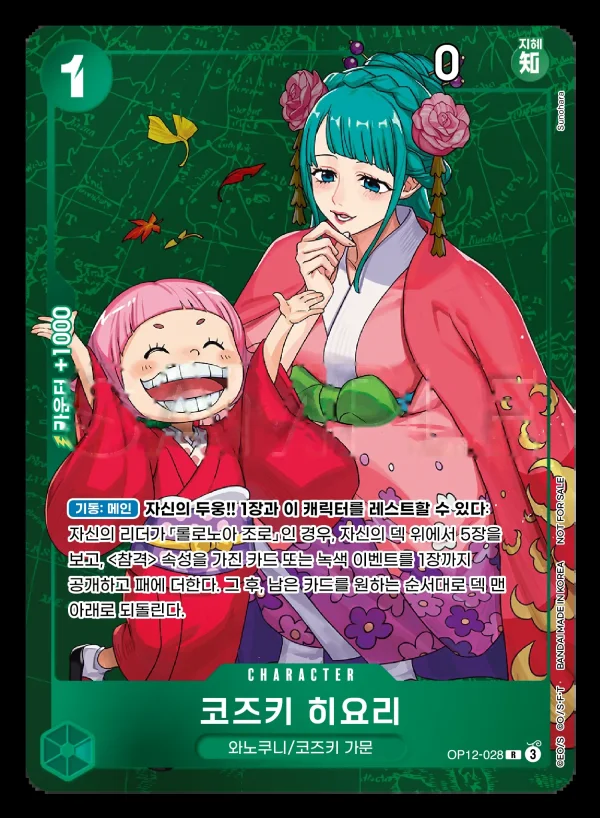 1
0
지혜
知
Sunohara
카운터 +1000
SAMPLE
기동: 메인 자신의 두웅!! 1장과 이 캐릭터를 레스트할 수 있다:
자신의 리더가 「롤로노아 조로」인 경우, 자신의 덱 위에서 5장을
보고, <참격> 속성을 가진 카드 또는 녹색 이벤트를 1장까지
공개하고 패에 더한다. 그 후, 남은 카드를 원하는 순서대로 덱 맨
아래로 되돌린다.
CHARACTER
코즈키 히요리
와노쿠니/코즈키 가문
OP12-028 R 3
©EO/S ©O/S·F·T · BANDAI MADE IN KOREA NOT FOR SALE